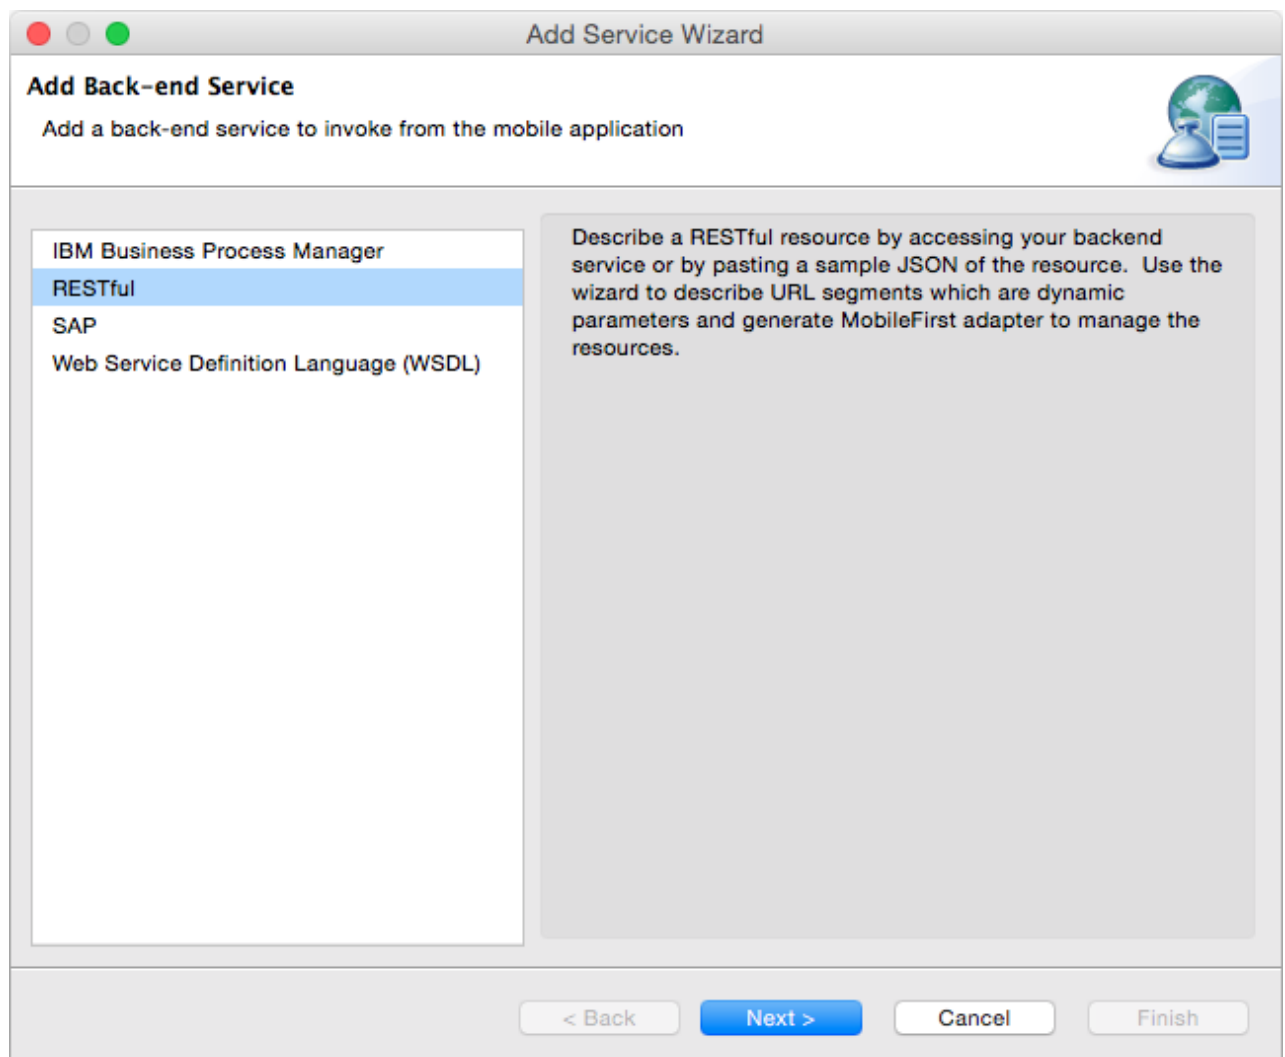 Add Service Wizard
Add Back-end Service
Add a back-end service to invoke from the mobile application
IBM Business Process Manager
RESTful
SAP
Web Service Definition Language (WSDL)
Describe a RESTful resource by accessing your backend
service or by pasting a sample JSON of the resource.  Use the
wizard to describe URL segments which are dynamic
parameters and generate MobileFirst adapter to manage the
resources.
< Back
Next >
Cancel
Finish